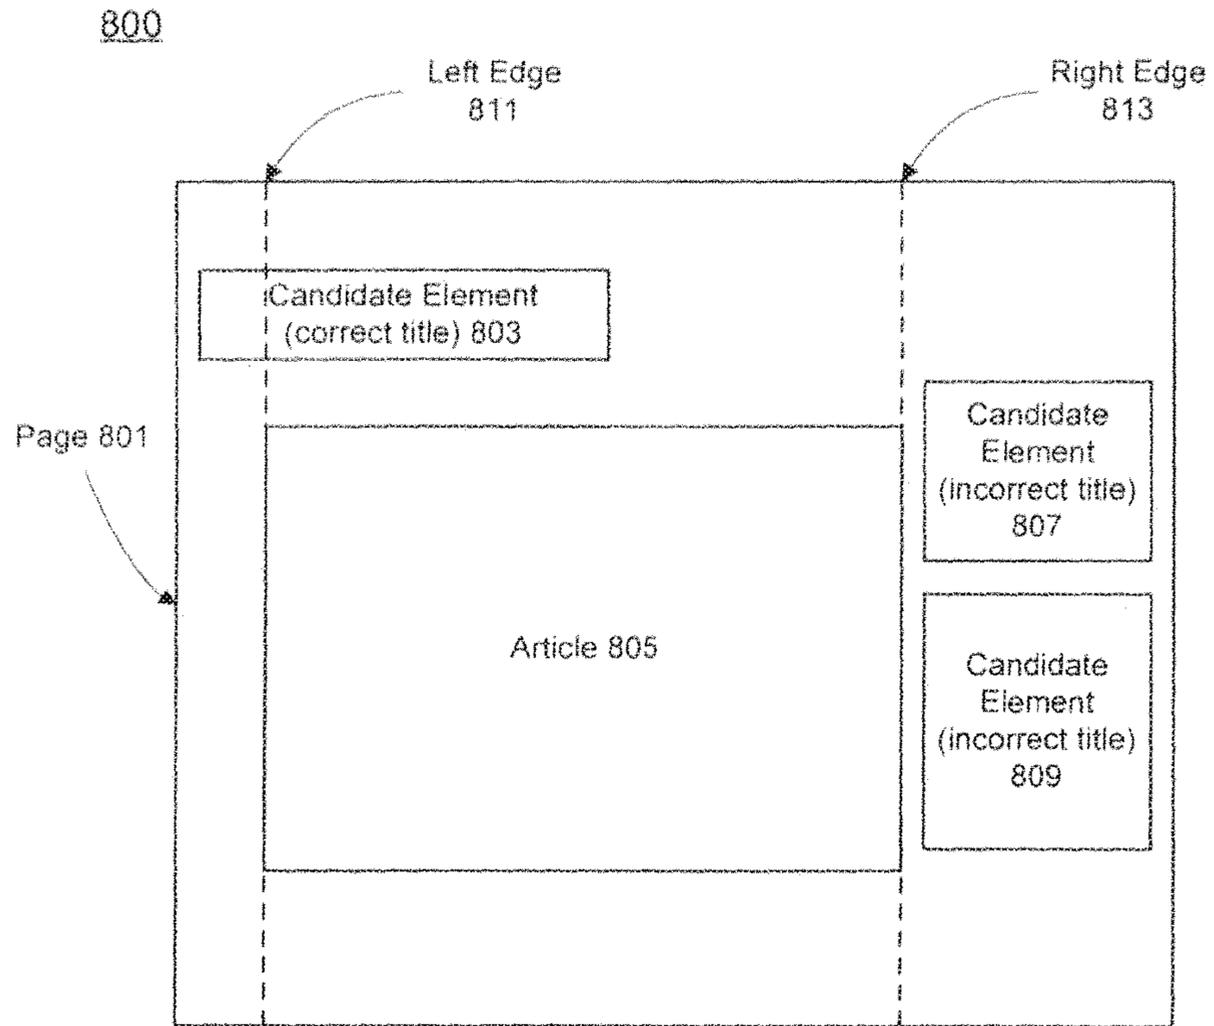 800
Left Edge
811
Right Edge
813
Candidate Element
(correct title) 803
Page 801
Candidate
Element
(incorrect title)
807
Article 805
Candidate
Element
(incorrect title)
809